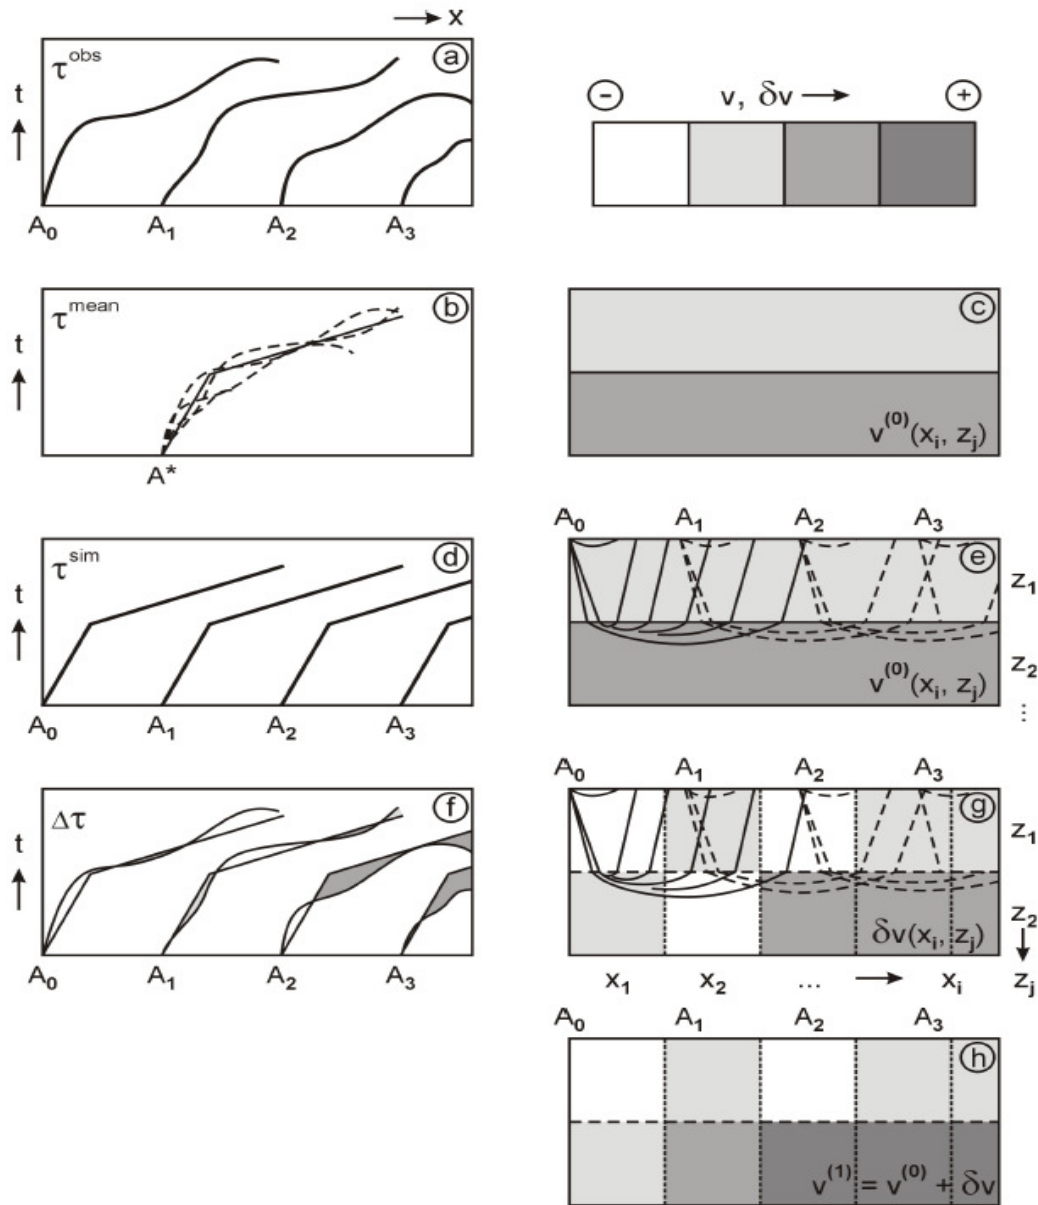 → x
τ^obs
a
t
A₀ A₁ A₂ A₃
− v, δv → +
τ^mean
b
t
A*
c
v⁽⁰⁾(xᵢ, zⱼ)
τ^sim
d
t
A₀ A₁ A₂ A₃
A₀ A₁ A₂ A₃
e
z₁
v⁽⁰⁾(xᵢ, zⱼ)
z₂
...
Δτ
f
t
A₀ A₁ A₂ A₃
A₀ A₁ A₂ A₃
g
z₁
z₂
δv(xᵢ, zⱼ)
x₁ x₂ ... → xᵢ zⱼ
A₀ A₁ A₂ A₃
h
v⁽¹⁾ = v⁽⁰⁾ + δv